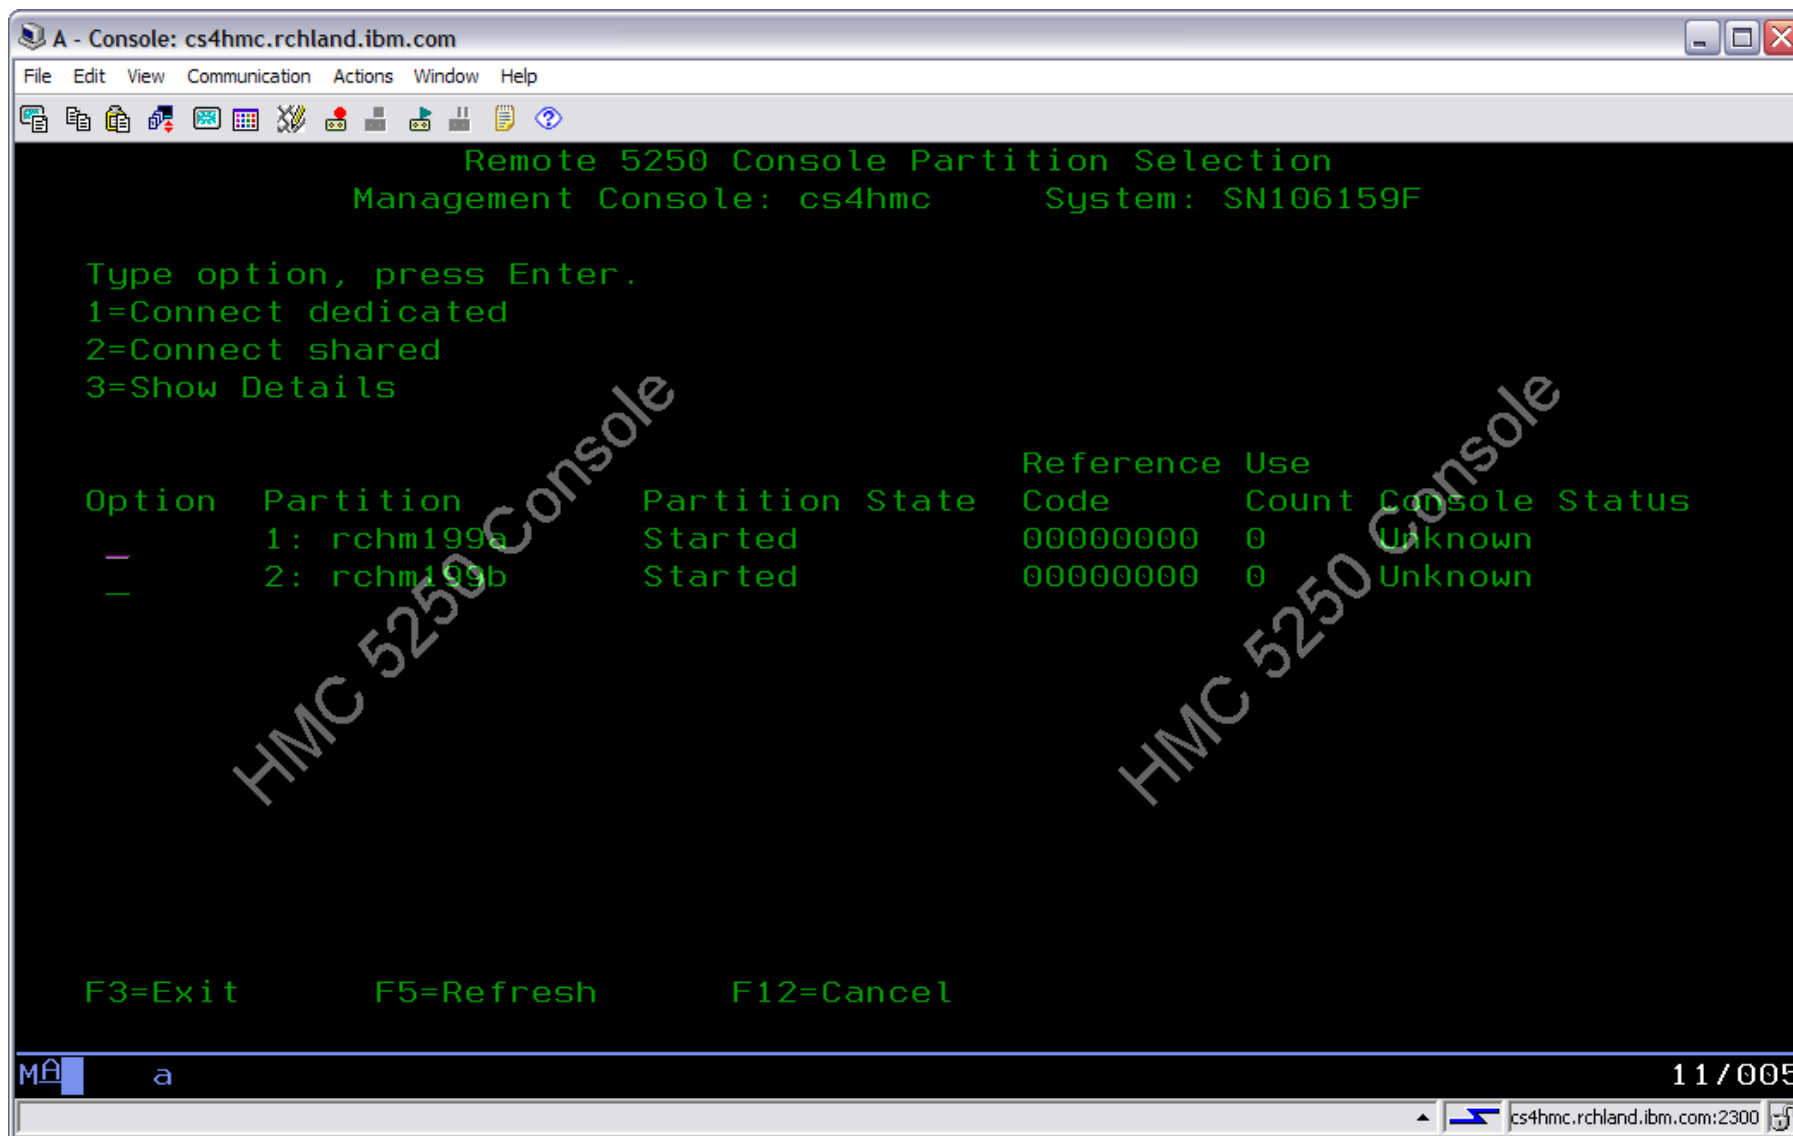 A - Console: cs4hmc.rchland.ibm.com
File Edit View Communication Actions Window Help
Remote 5250 Console Partition Selection
Management Console: cs4hmc System: SN106159F
Type option, press Enter.
1=Connect dedicated
2=Connect shared
3=Show Details
Reference Use
Option Partition Partition State Code Count Console Status
_ 1: rchm199a Started 00000000 0 Unknown
_ 2: rchm199b Started 00000000 0 Unknown
HMC 5250 Console
HMC 5250 Console
F3=Exit F5=Refresh F12=Cancel
MA a 11/005
cs4hmc.rchland.ibm.com:2300